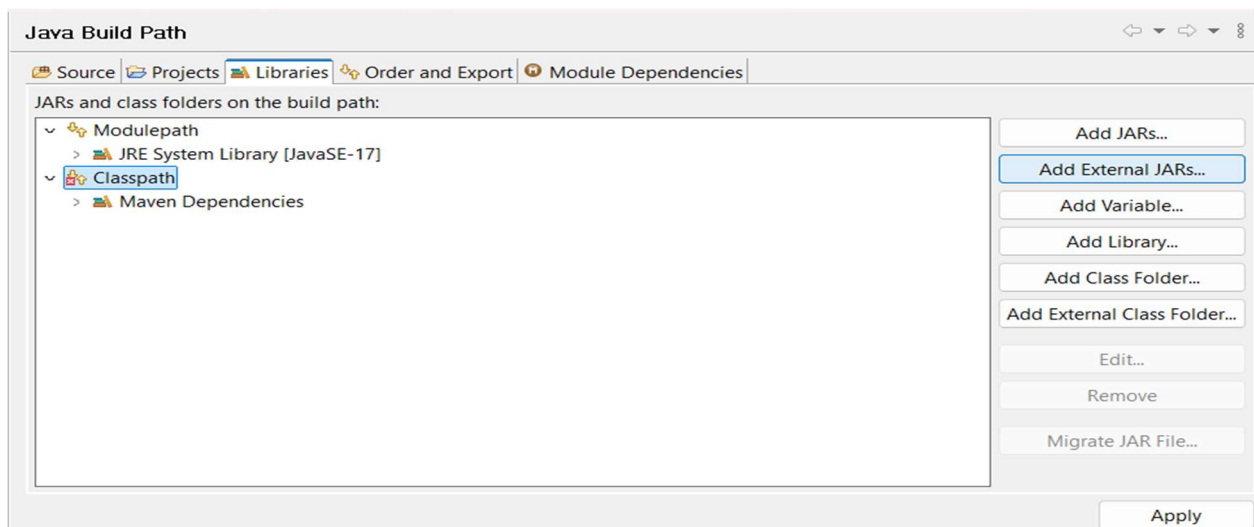 Java Build Path
Source Projects Libraries Order and Export Module Dependencies
JARs and class folders on the build path:
Modulepath
JRE System Library [JavaSE-17]
Classpath
Maven Dependencies
Add JARs...
Add External JARs...
Add Variable...
Add Library...
Add Class Folder...
Add External Class Folder...
Edit...
Remove
Migrate JAR File...
Apply